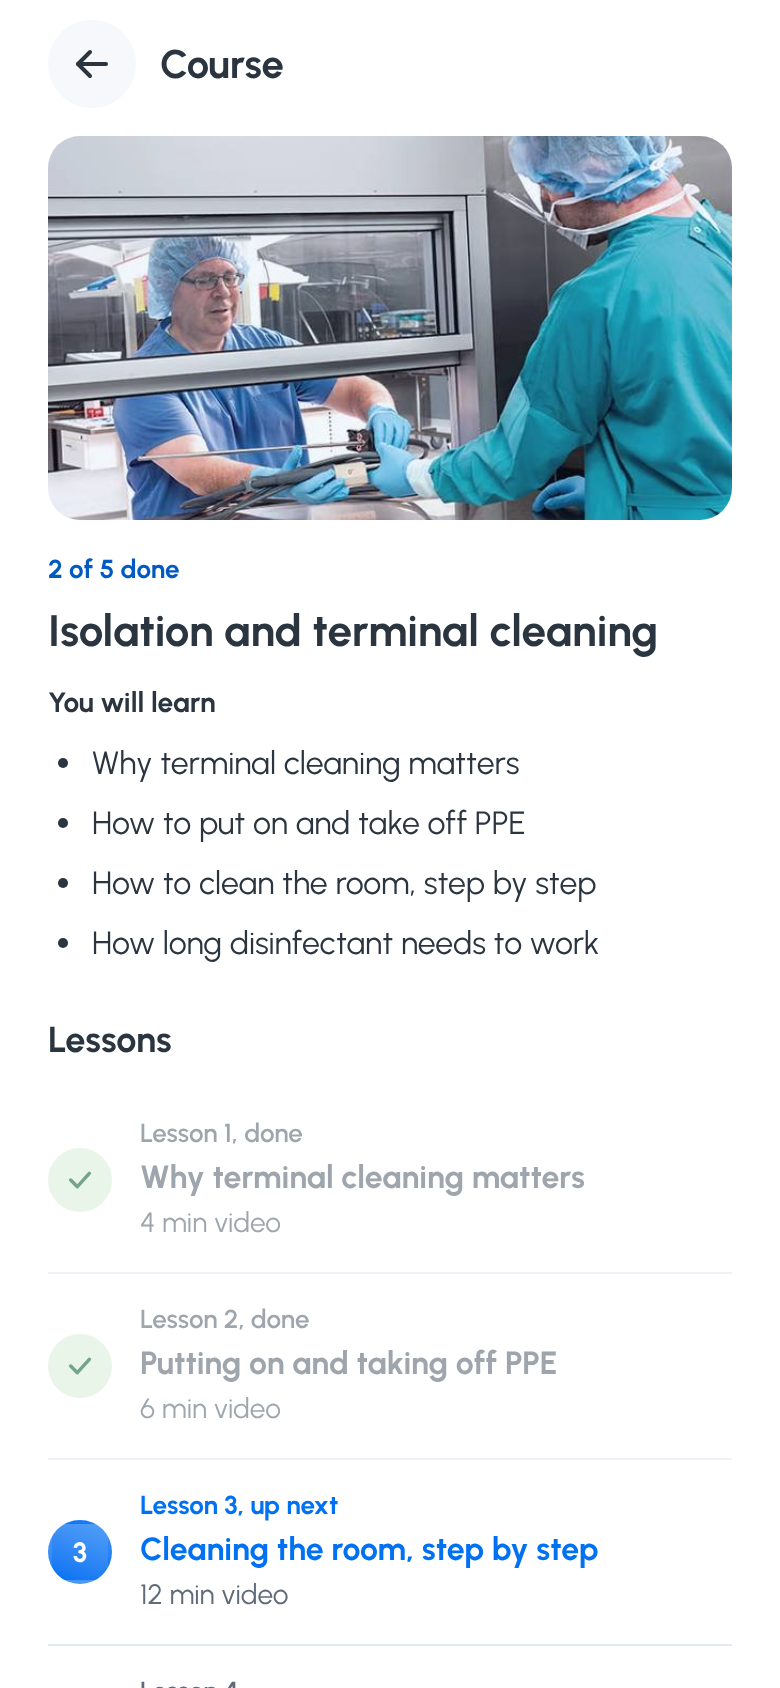 Course
2 of 5 done
Isolation and terminal cleaning
You will learn
• Why terminal cleaning matters
• How to put on and take off PPE
• How to clean the room, step by step
• How long disinfectant needs to work
Lessons
Lesson 1, done
Why terminal cleaning matters
4 min video
Lesson 2, done
Putting on and taking off PPE
6 min video
Lesson 3, up next
3
Cleaning the room, step by step
12 min video
Lesson 4